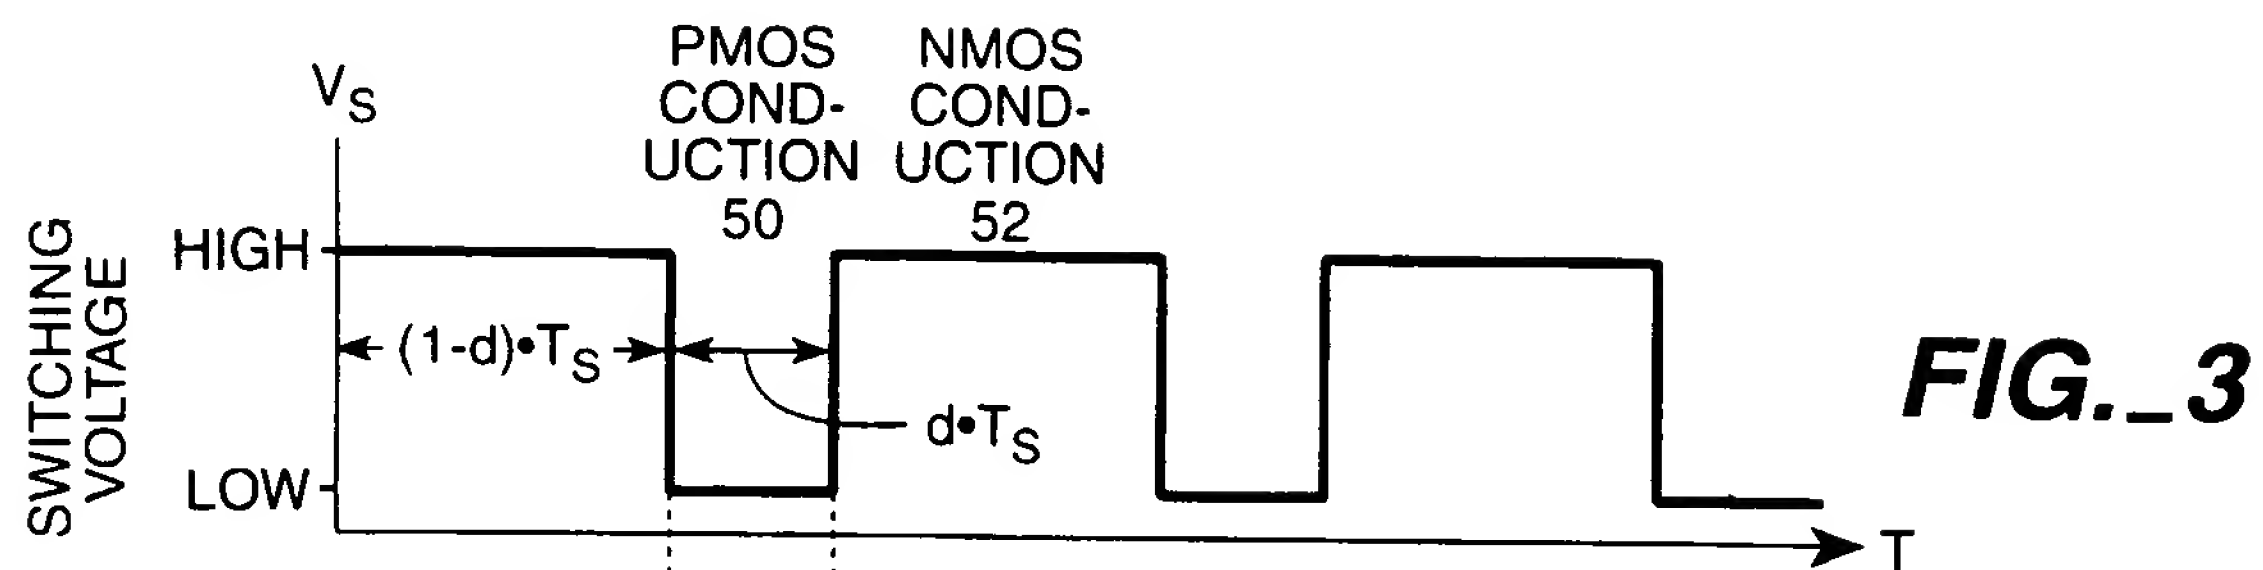 PMOS
COND-
UCTION
50
NMOS
COND-
UCTION
52
V_S
SWITCHING
VOLTAGE
HIGH
LOW
(1-d)•T_S
d•T_S
T
FIG._3